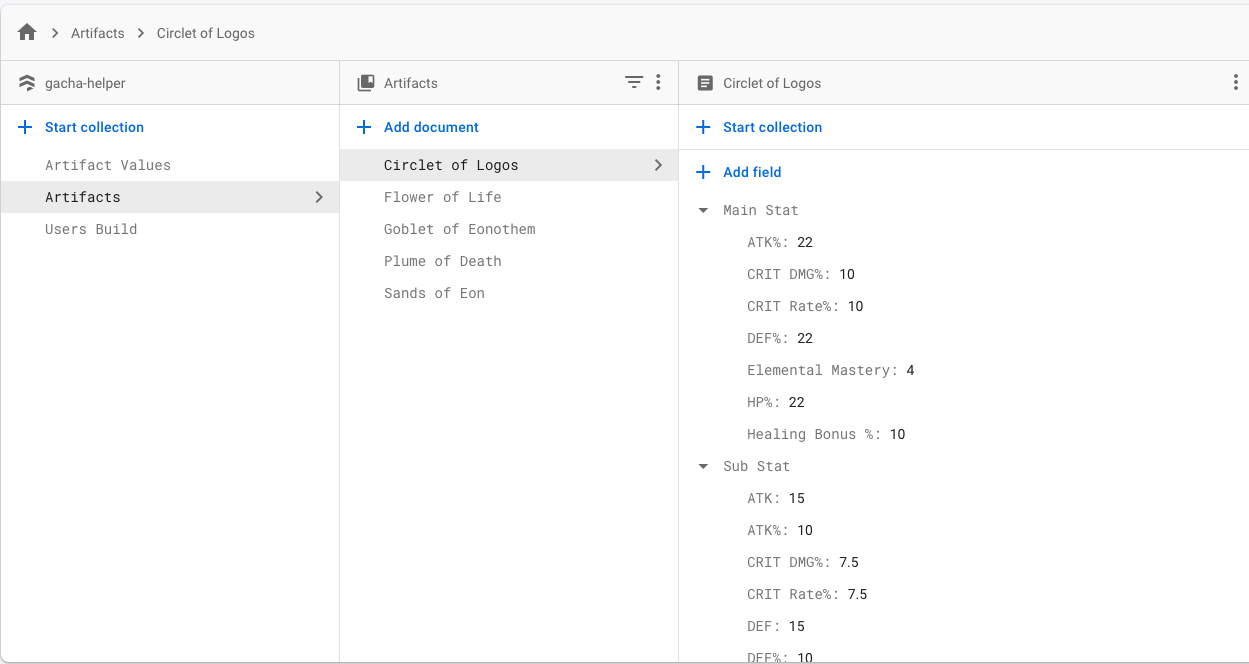 Artifacts Circlet of Logos
gacha-helper
Start collection
Artifact Values
Artifacts
Users Build
Artifacts
Add document
Circlet of Logos
Flower of Life
Goblet of Eonothem
Plume of Death
Sands of Eon
Circlet of Logos
Start collection
Add field
Main Stat
ATK%: 22
CRIT DMG%: 10
CRIT Rate%: 10
DEF%: 22
Elemental Mastery: 4
HP%: 22
Healing Bonus %: 10
Sub Stat
ATK: 15
ATK%: 10
CRIT DMG%: 7.5
CRIT Rate%: 7.5
DEF: 15
DEF%: 10